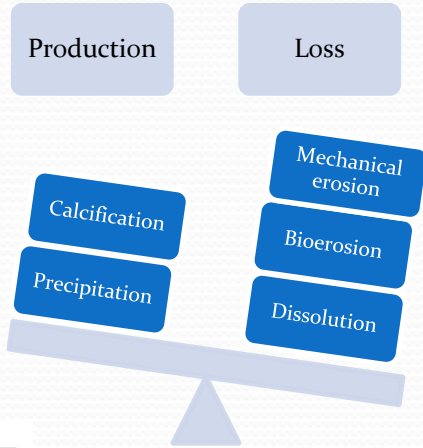 Production
Loss
Mechanical
erosion
Calcification
Bioerosion
Precipitation
Dissolution